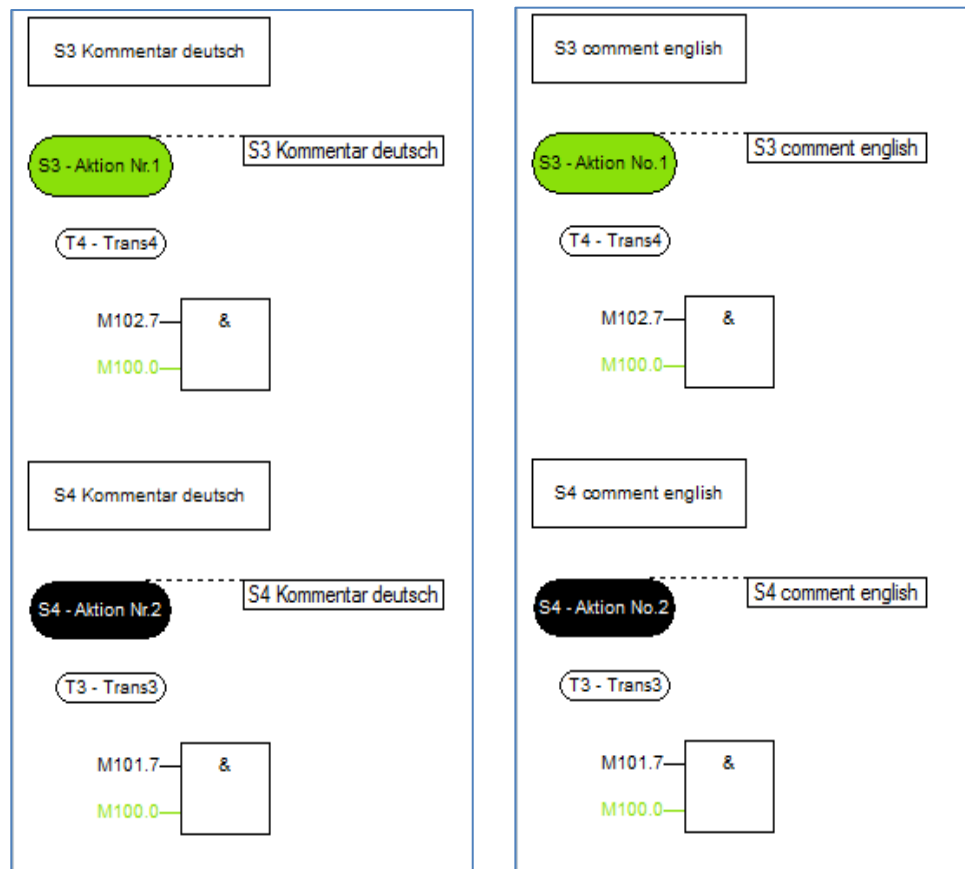 S3 Kommentar deutsch
S3 - Aktion Nr.1
S3 Kommentar deutsch
T4 - Trans4
M102.7
&
M100.0
S4 Kommentar deutsch
S4 - Aktion Nr.2
S4 Kommentar deutsch
T3 - Trans3
M101.7
&
M100.0
S3 comment english
S3 - Aktion No.1
S3 comment english
T4 - Trans4
M102.7
&
M100.0
S4 comment english
S4 - Aktion No.2
S4 comment english
T3 - Trans3
M101.7
&
M100.0